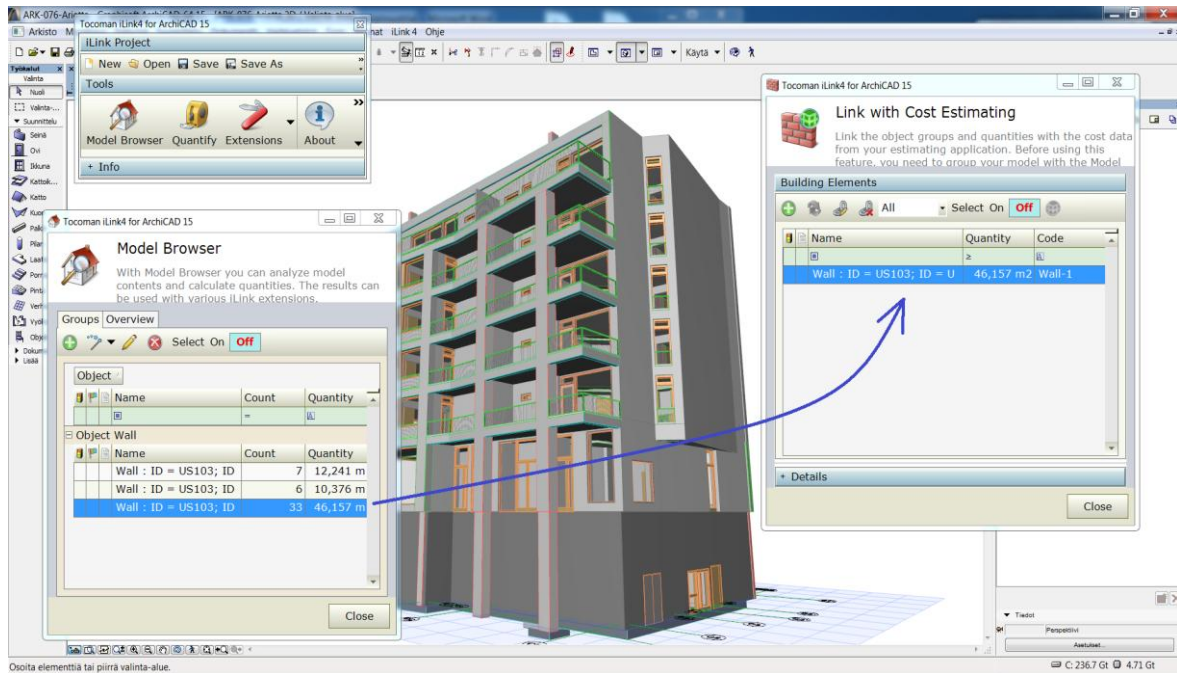 Tocoman iLink4 for ArchiCAD 15
Arkisto
iLink 4 Ohje
iLink Project
New Open Save Save As
Tools
Model Browser Quantify Extensions About
+ Info
Käytä
Työkalut
Valinta
Nuoli
Valinta-...
Suunnittelu
Seinä
Ovi
Ikkuna
Kattoik...
Katto
Tocoman iLink4 for ArchiCAD 15
Model Browser
With Model Browser you can analyze model
contents and calculate quantities. The results can
be used with various iLink extensions.
Groups Overview
Select On Off
Object
Name Count Quantity
=
Object Wall
Name Count Quantity
Wall : ID = US103; ID 7 12,241 m
Wall : ID = US103; ID 6 10,376 m
Wall : ID = US103; ID 33 46,157 m
Close
Tocoman iLink4 for ArchiCAD 15
Link with Cost Estimating
Link the object groups and quantities with the cost data
from your estimating application. Before using this
feature, you need to group your model with the Model
Building Elements
All Select On Off
Name Quantity Code
≥
Wall : ID = US103; ID = U 46,157 m2 Wall-1
+ Details
Close
Tiedot
Perspektiivi
Asetukset...
Lisää
Osoita elementtiä tai piirrä valinta-alue.
C: 236.7 Gt 4.71 Gt